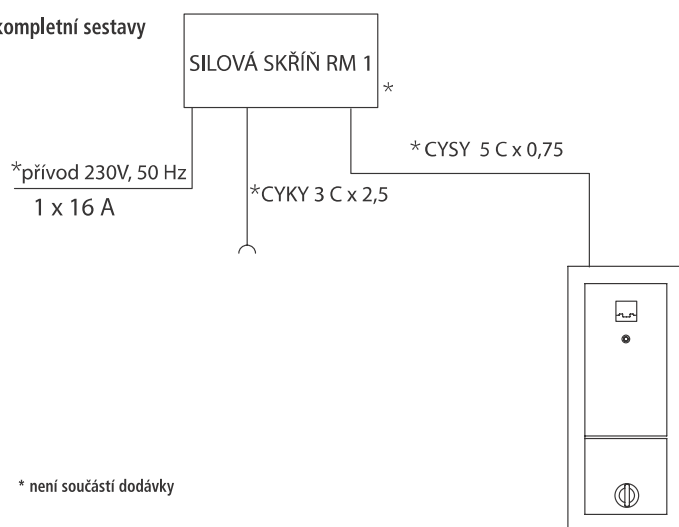 kompletní sestavy
SILOVÁ SKŘÍŇ RM 1
*
*přívod 230V, 50 Hz
1 x 16 A
*CYKY 3 C x 2,5
* CYSY 5 C x 0,75
* není součástí dodávky